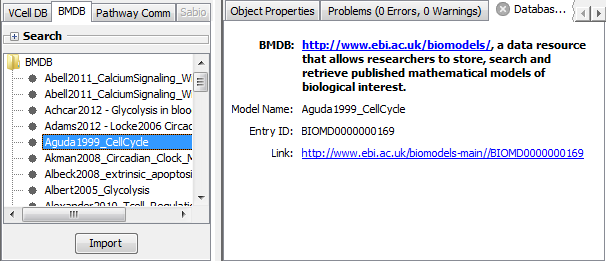 VCell DB BMDB Pathway Comm Sabio
Search
BMDB
Abell2011_CalciumSignaling_W
Abell2011_CalciumSignaling_W
Achcar2012 - Glycolysis in bloo
Adams2012 - Locke2006 Circad
Aguda1999_CellCycle
Akman2008_Circadian_Clock_M
Albeck2008_extrinsic_apoptosi
Albert2005_Glycolysis
Alexander2010_Tcell_Regulatio
Import
Object Properties Problems (0 Errors, 0 Warnings) Databas...
BMDB: http://www.ebi.ac.uk/biomodels/, a data resource
that allows researchers to store, search and
retrieve published mathematical models of
biological interest.
Model Name: Aguda1999_CellCycle
Entry ID: BIOMD0000000169
Link: http://www.ebi.ac.uk/biomodels-main//BIOMD0000000169